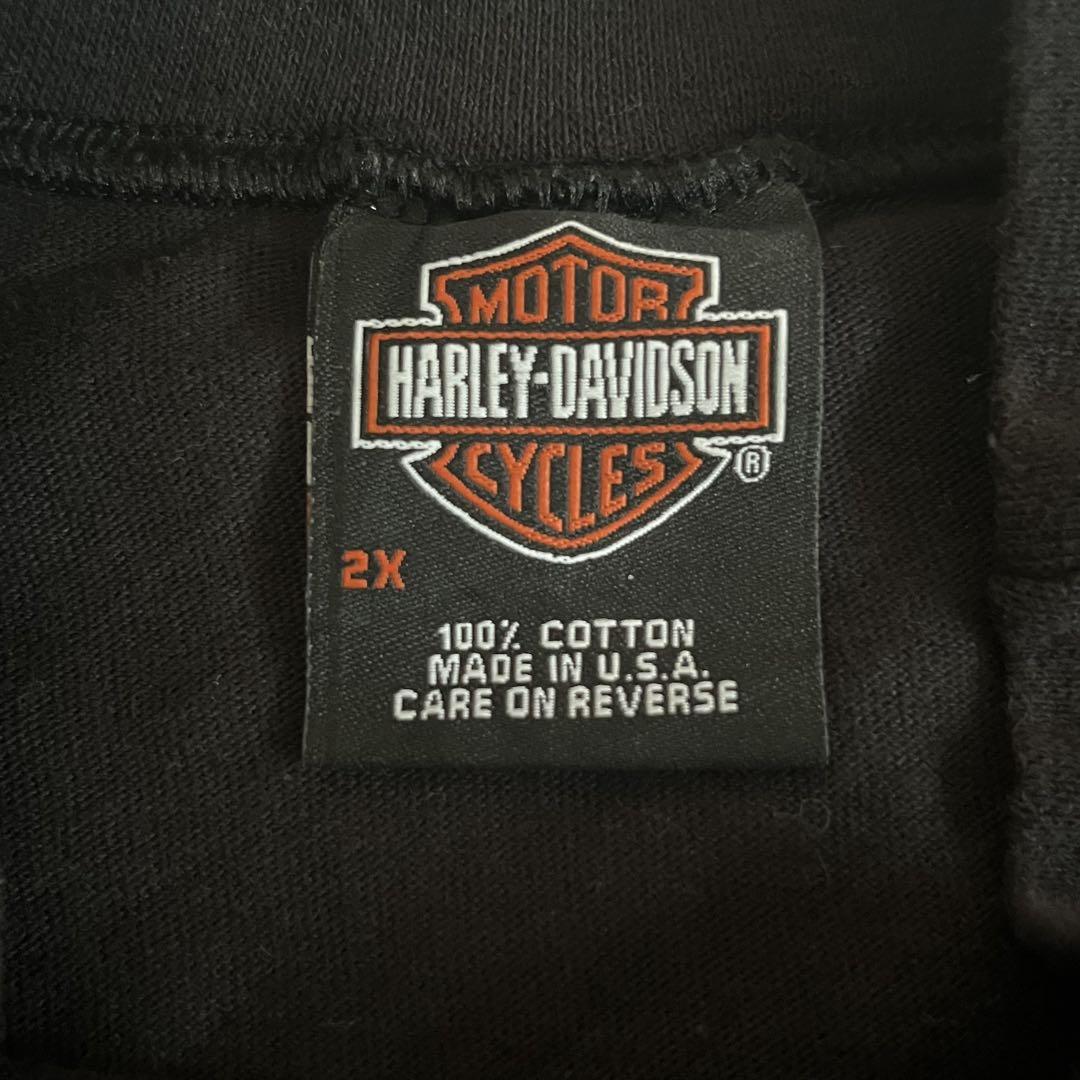 MOTOR
HARLEY-DAVIDSON
CYCLES
®
2X
100% COTTON
MADE IN U.S.A.
CARE ON REVERSE